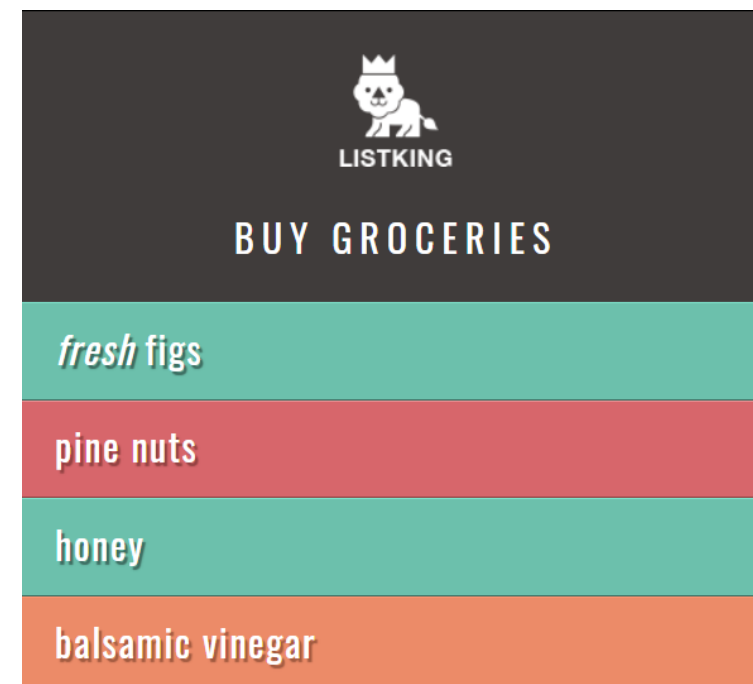 LISTKING
BUY GROCERIES
fresh figs
pine nuts
honey
balsamic vinegar